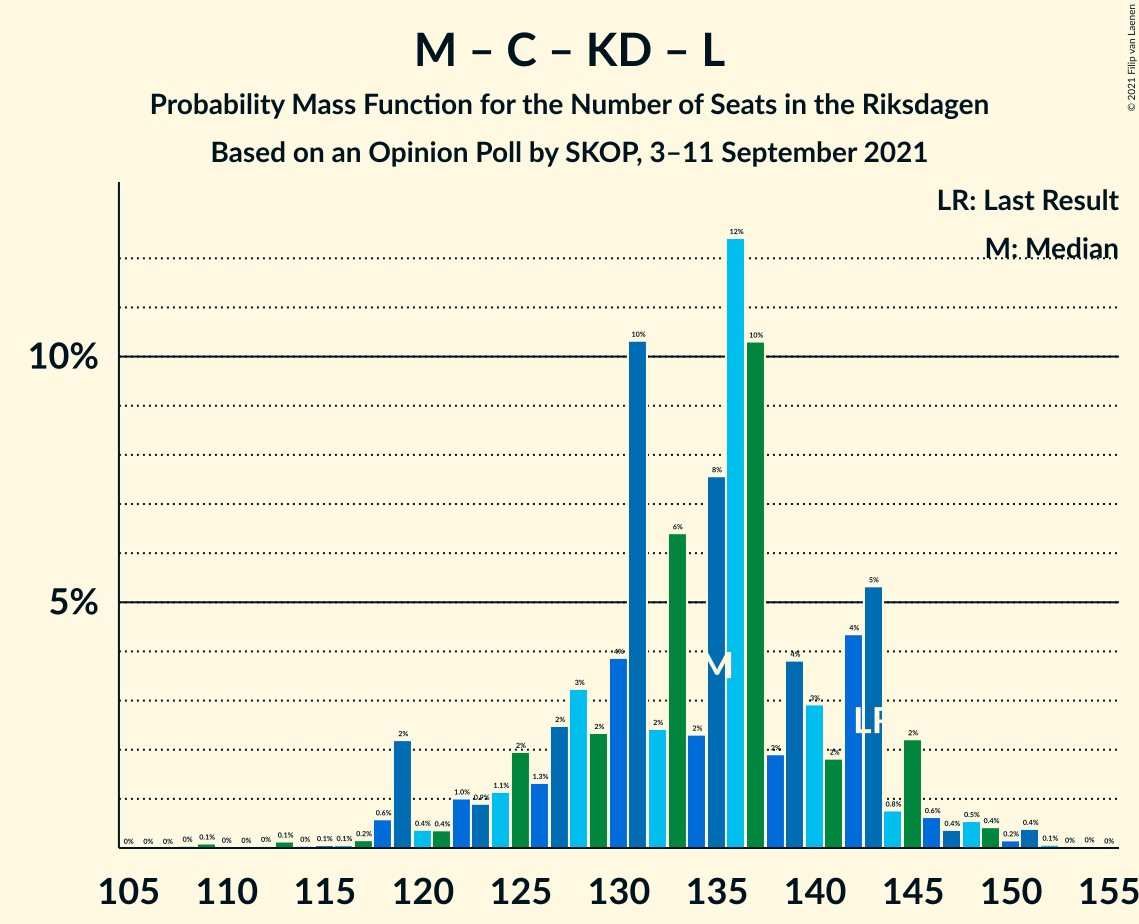 M – C – KD – L
Probability Mass Function for the Number of Seats in the Riksdagen
Based on an Opinion Poll by SKOP, 3–11 September 2021
© 2021 Filip van Laenen
LR: Last Result
M: Median
10%
5%
0% 0% 0% 0% 0.1% 0% 0% 0% 0.1% 0% 0.1% 0.1% 0.2% 0.6% 2% 0.4% 0.4% 1.0% 0.9% 1.1% 2% 1.3% 2% 3% 2% 4% 10% 2% 6% 2% 8% 12% 10% 2% 4% 3% 2% 4% 5% 0.8% 2% 0.6% 0.4% 0.5% 0.4% 0.2% 0.4% 0.1% 0% 0% 0%
M
LR
105 110 115 120 125 130 135 140 145 150 155